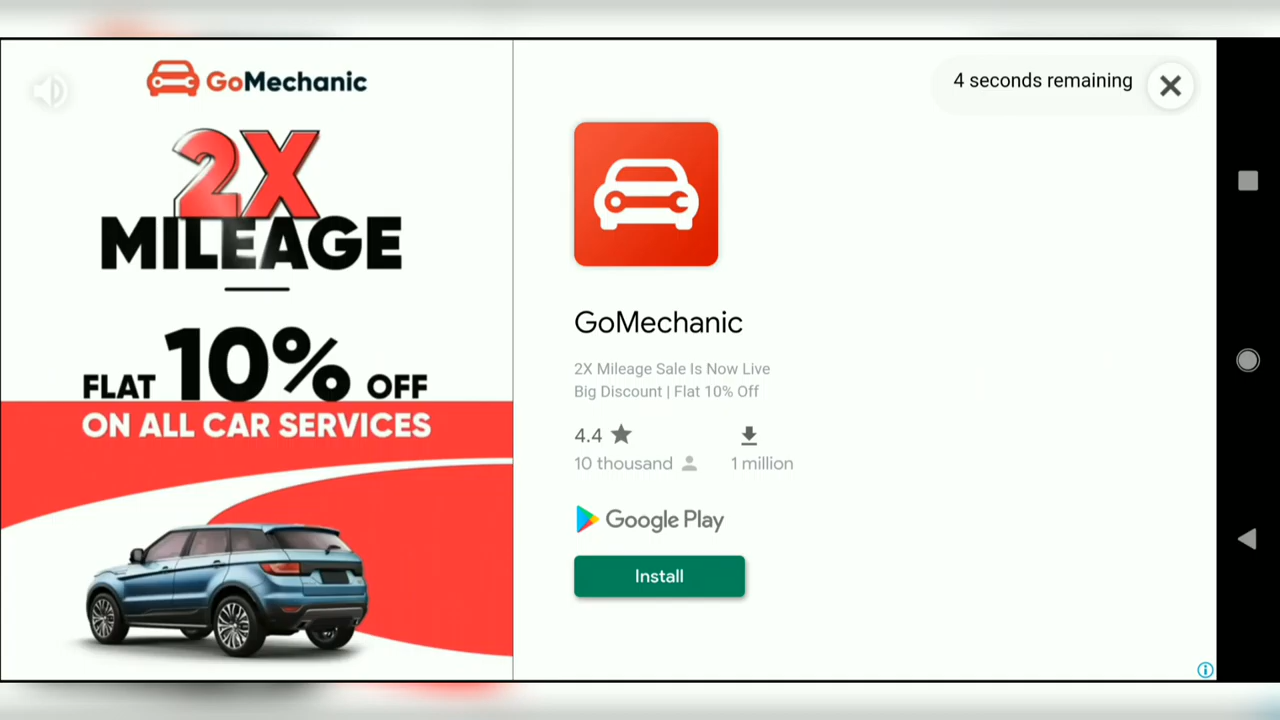 GoMechanic
2X
MILEAGE
FLAT 10% OFF
ON ALL CAR SERVICES
4 seconds remaining
GoMechanic
2X Mileage Sale Is Now Live
Big Discount | Flat 10% Off
4.4
10 thousand
1 million
Google Play
Install